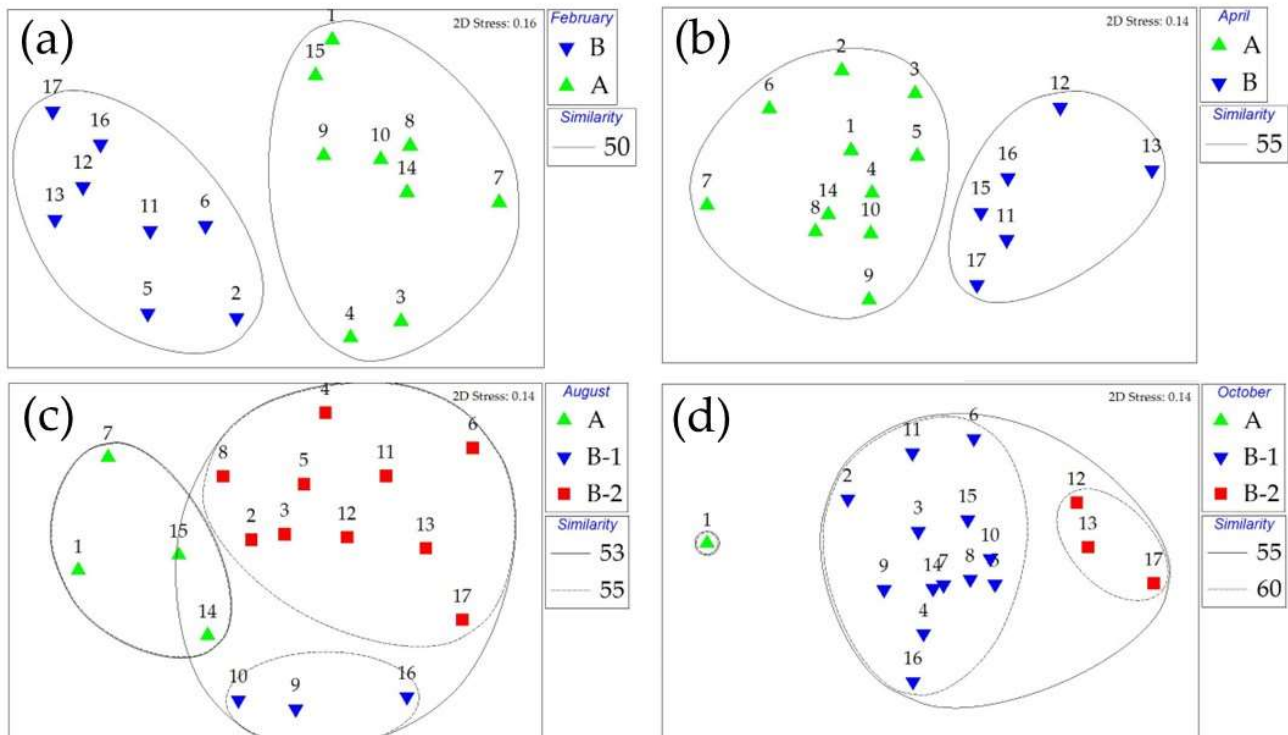 (a)
2D Stress: 0.16
1
15
17
16
9
10
8
12
14
7
13
11
6
5
2
4
3
February
B
A
Similarity
50
(b)
2D Stress: 0.14
2
3
12
6
1
5
13
16
7
14
4
15
8
10
11
17
9
April
A
B
Similarity
55
(c)
2D Stress: 0.14
4
7
6
8
5
11
2
3
12
13
15
1
17
14
10
9
16
August
A
B-1
B-2
Similarity
53
55
(d)
2D Stress: 0.14
6
11
2
12
15
3
13
1
10
9
14
7
8
5
17
4
16
October
A
B-1
B-2
Similarity
55
60